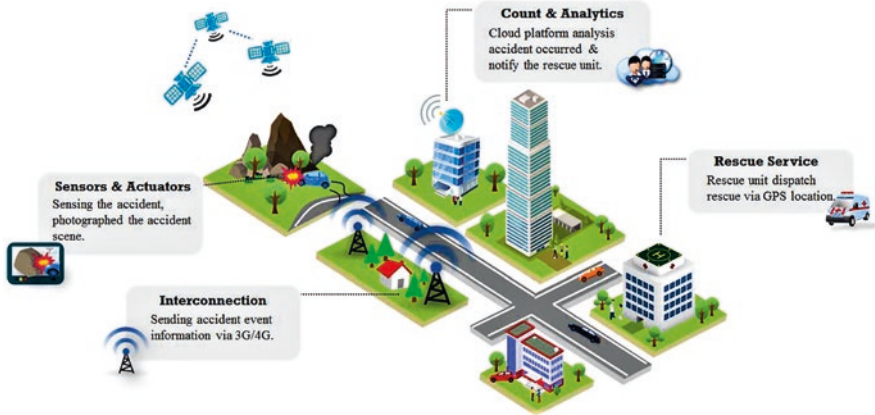 Count & Analytics
Cloud platform analysis
accident occurred &
notify the rescue unit.
Sensors & Actuators
Sensing the accident,
photographed the accident
scene.
Rescue Service
Rescue unit dispatch
rescue via GPS location.
Interconnection
Sending accident event
information via 3G/4G.
H